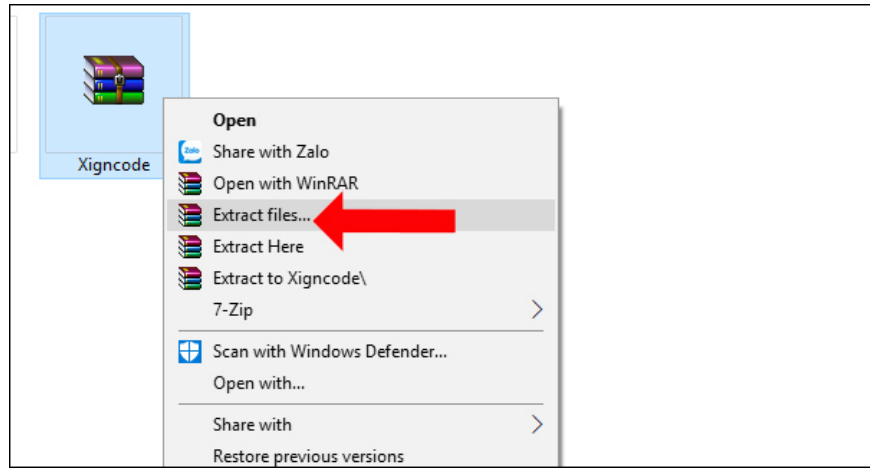 Xigncode
Open
Zalo
Share with Zalo
Open with WinRAR
Extract files...
Extract Here
Extract to Xigncode\
7-Zip
Scan with Windows Defender...
Open with...
Share with
Restore previous versions